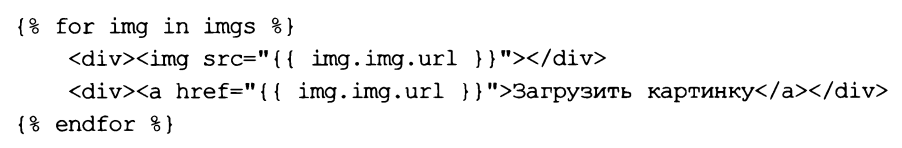 {% for img in imgs %}
    <div><img src="{{ img.img.url }}"></div>
    <div><a href="{{ img.img.url }}">Загрузить картинку</a></div>
{% endfor %}